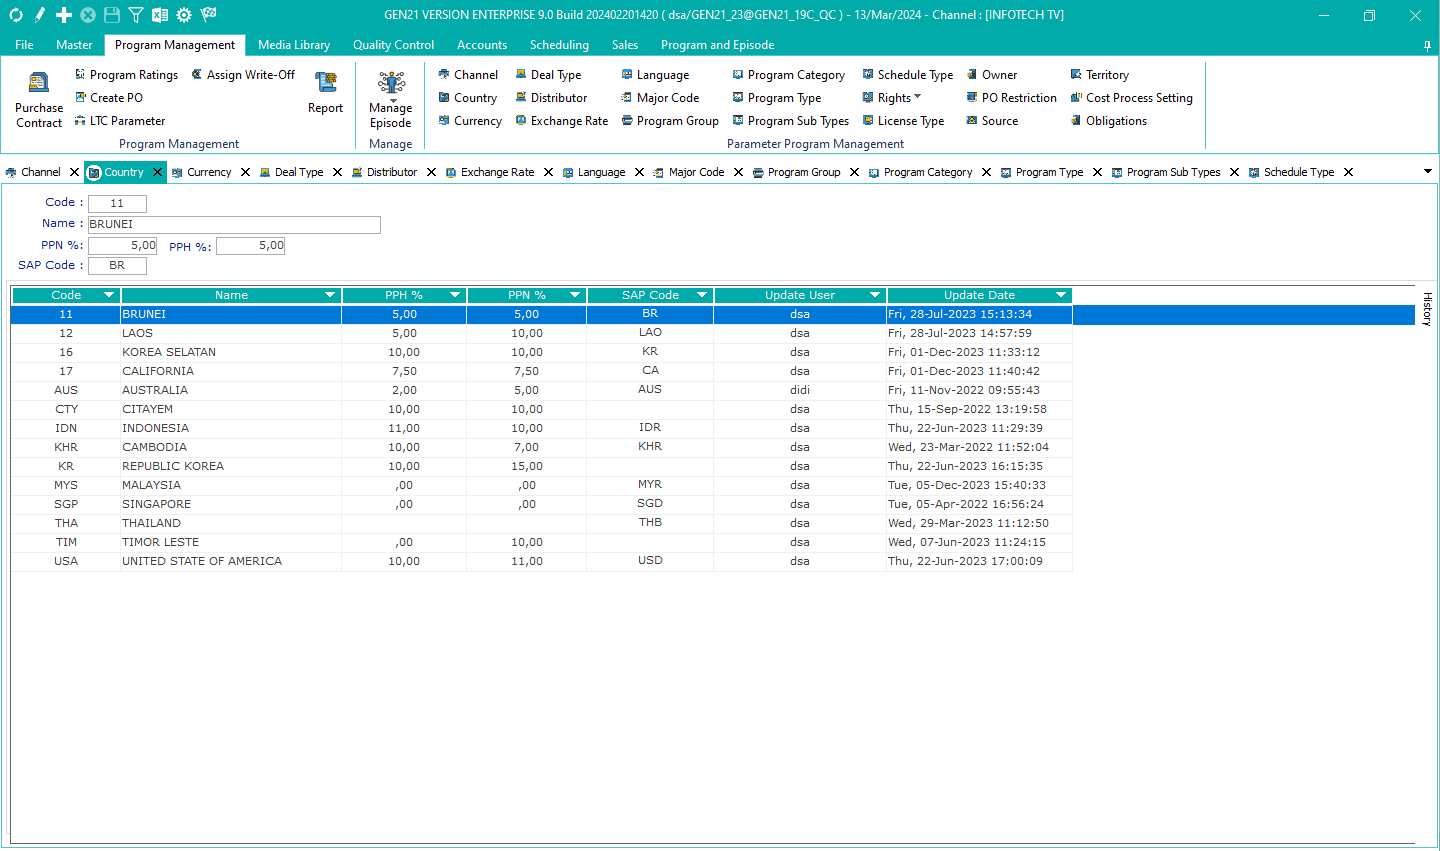 GEN21 VERSION ENTERPRISE 9.0 Build 202402201420 ( dsa/GEN21_23@GEN21_19C_QC ) - 13/Mar/2024 - Channel : [INFOTECH TV]
File Master Program Management Media Library Quality Control Accounts Scheduling Sales Program and Episode
Purchase Contract
Program Ratings Assign Write-Off
Create PO
LTC Parameter
Report
Program Management
Manage Episode
Manage
Channel Deal Type Language Program Category Schedule Type Owner Territory
Country Distributor Major Code Program Type Rights PO Restriction Cost Process Setting
Currency Exchange Rate Program Group Program Sub Types License Type Source Obligations
Parameter Program Management
Channel Country Currency Deal Type Distributor Exchange Rate Language Major Code Program Group Program Category Program Type Program Sub Types Schedule Type
Code : 11
Name : BRUNEI
PPN %: 5,00 PPH %: 5,00
SAP Code : BR
Code Name PPH % PPN % SAP Code Update User Update Date
11 BRUNEI 5,00 5,00 BR dsa Fri, 28-Jul-2023 15:13:34
12 LAOS 5,00 10,00 LAO dsa Fri, 28-Jul-2023 14:57:59
16 KOREA SELATAN 10,00 10,00 KR dsa Fri, 01-Dec-2023 11:33:12
17 CALIFORNIA 7,50 7,50 CA dsa Fri, 01-Dec-2023 11:40:42
AUS AUSTRALIA 2,00 5,00 AUS didi Fri, 11-Nov-2022 09:55:43
CTY CITAYEM 10,00 10,00 dsa Thu, 15-Sep-2022 13:19:58
IDN INDONESIA 11,00 10,00 IDR dsa Thu, 22-Jun-2023 11:29:39
KHR CAMBODIA 10,00 7,00 KHR dsa Wed, 23-Mar-2022 11:52:04
KR REPUBLIC KOREA 10,00 15,00 dsa Thu, 22-Jun-2023 16:15:35
MYS MALAYSIA ,00 ,00 MYR dsa Tue, 05-Dec-2023 15:40:33
SGP SINGAPORE ,00 ,00 SGD dsa Tue, 05-Apr-2022 16:56:24
THA THAILAND THB dsa Wed, 29-Mar-2023 11:12:50
TIM TIMOR LESTE ,00 10,00 dsa Wed, 07-Jun-2023 11:24:15
USA UNITED STATE OF AMERICA 10,00 11,00 USD dsa Thu, 22-Jun-2023 17:00:09
History